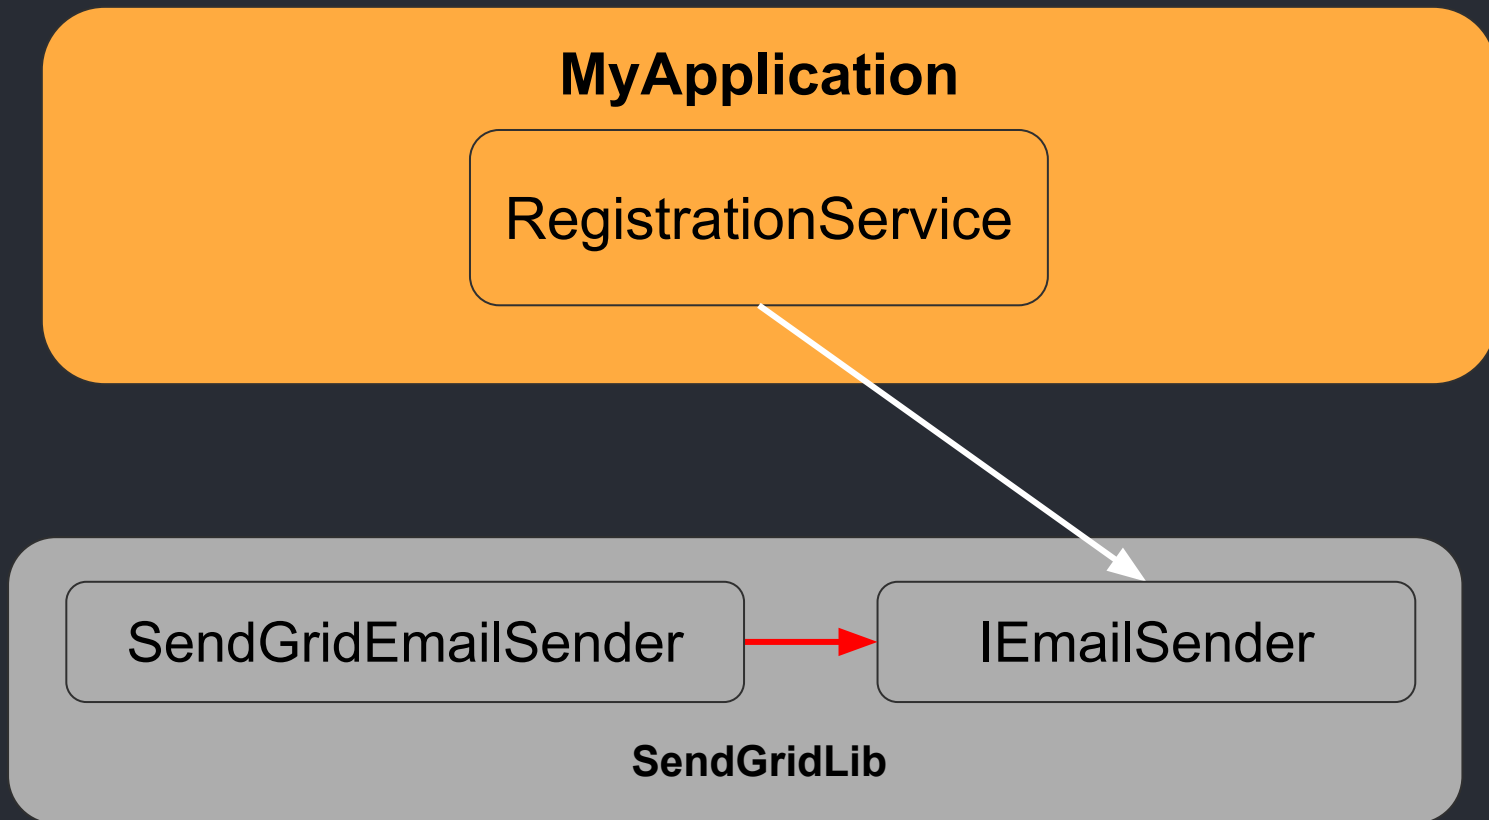 MyApplication
RegistrationService
SendGridEmailSender
IEmailSender
SendGridLib